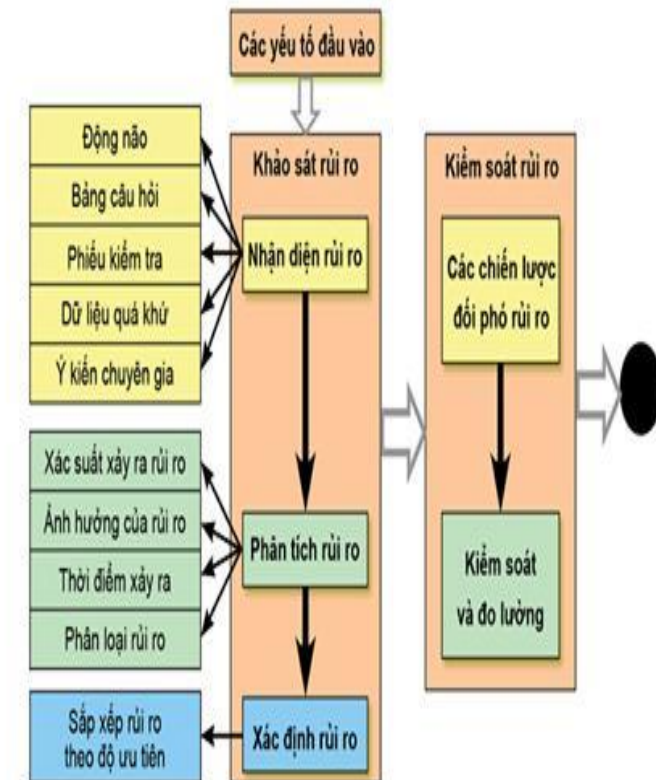 Các yếu tố đầu vào
Động não
Bảng câu hỏi
Phiếu kiểm tra
Dữ liệu quá khứ
Ý kiến chuyên gia
Xác suất xảy ra rủi ro
Ảnh hưởng của rủi ro
Thời điểm xảy ra
Phân loại rủi ro
Sắp xếp rủi ro
theo độ ưu tiên
Khảo sát rủi ro
Nhận diện rủi ro
Phân tích rủi ro
Xác định rủi ro
Kiểm soát rủi ro
Các chiến lược
đối phó rủi ro
Kiểm soát
và đo lường